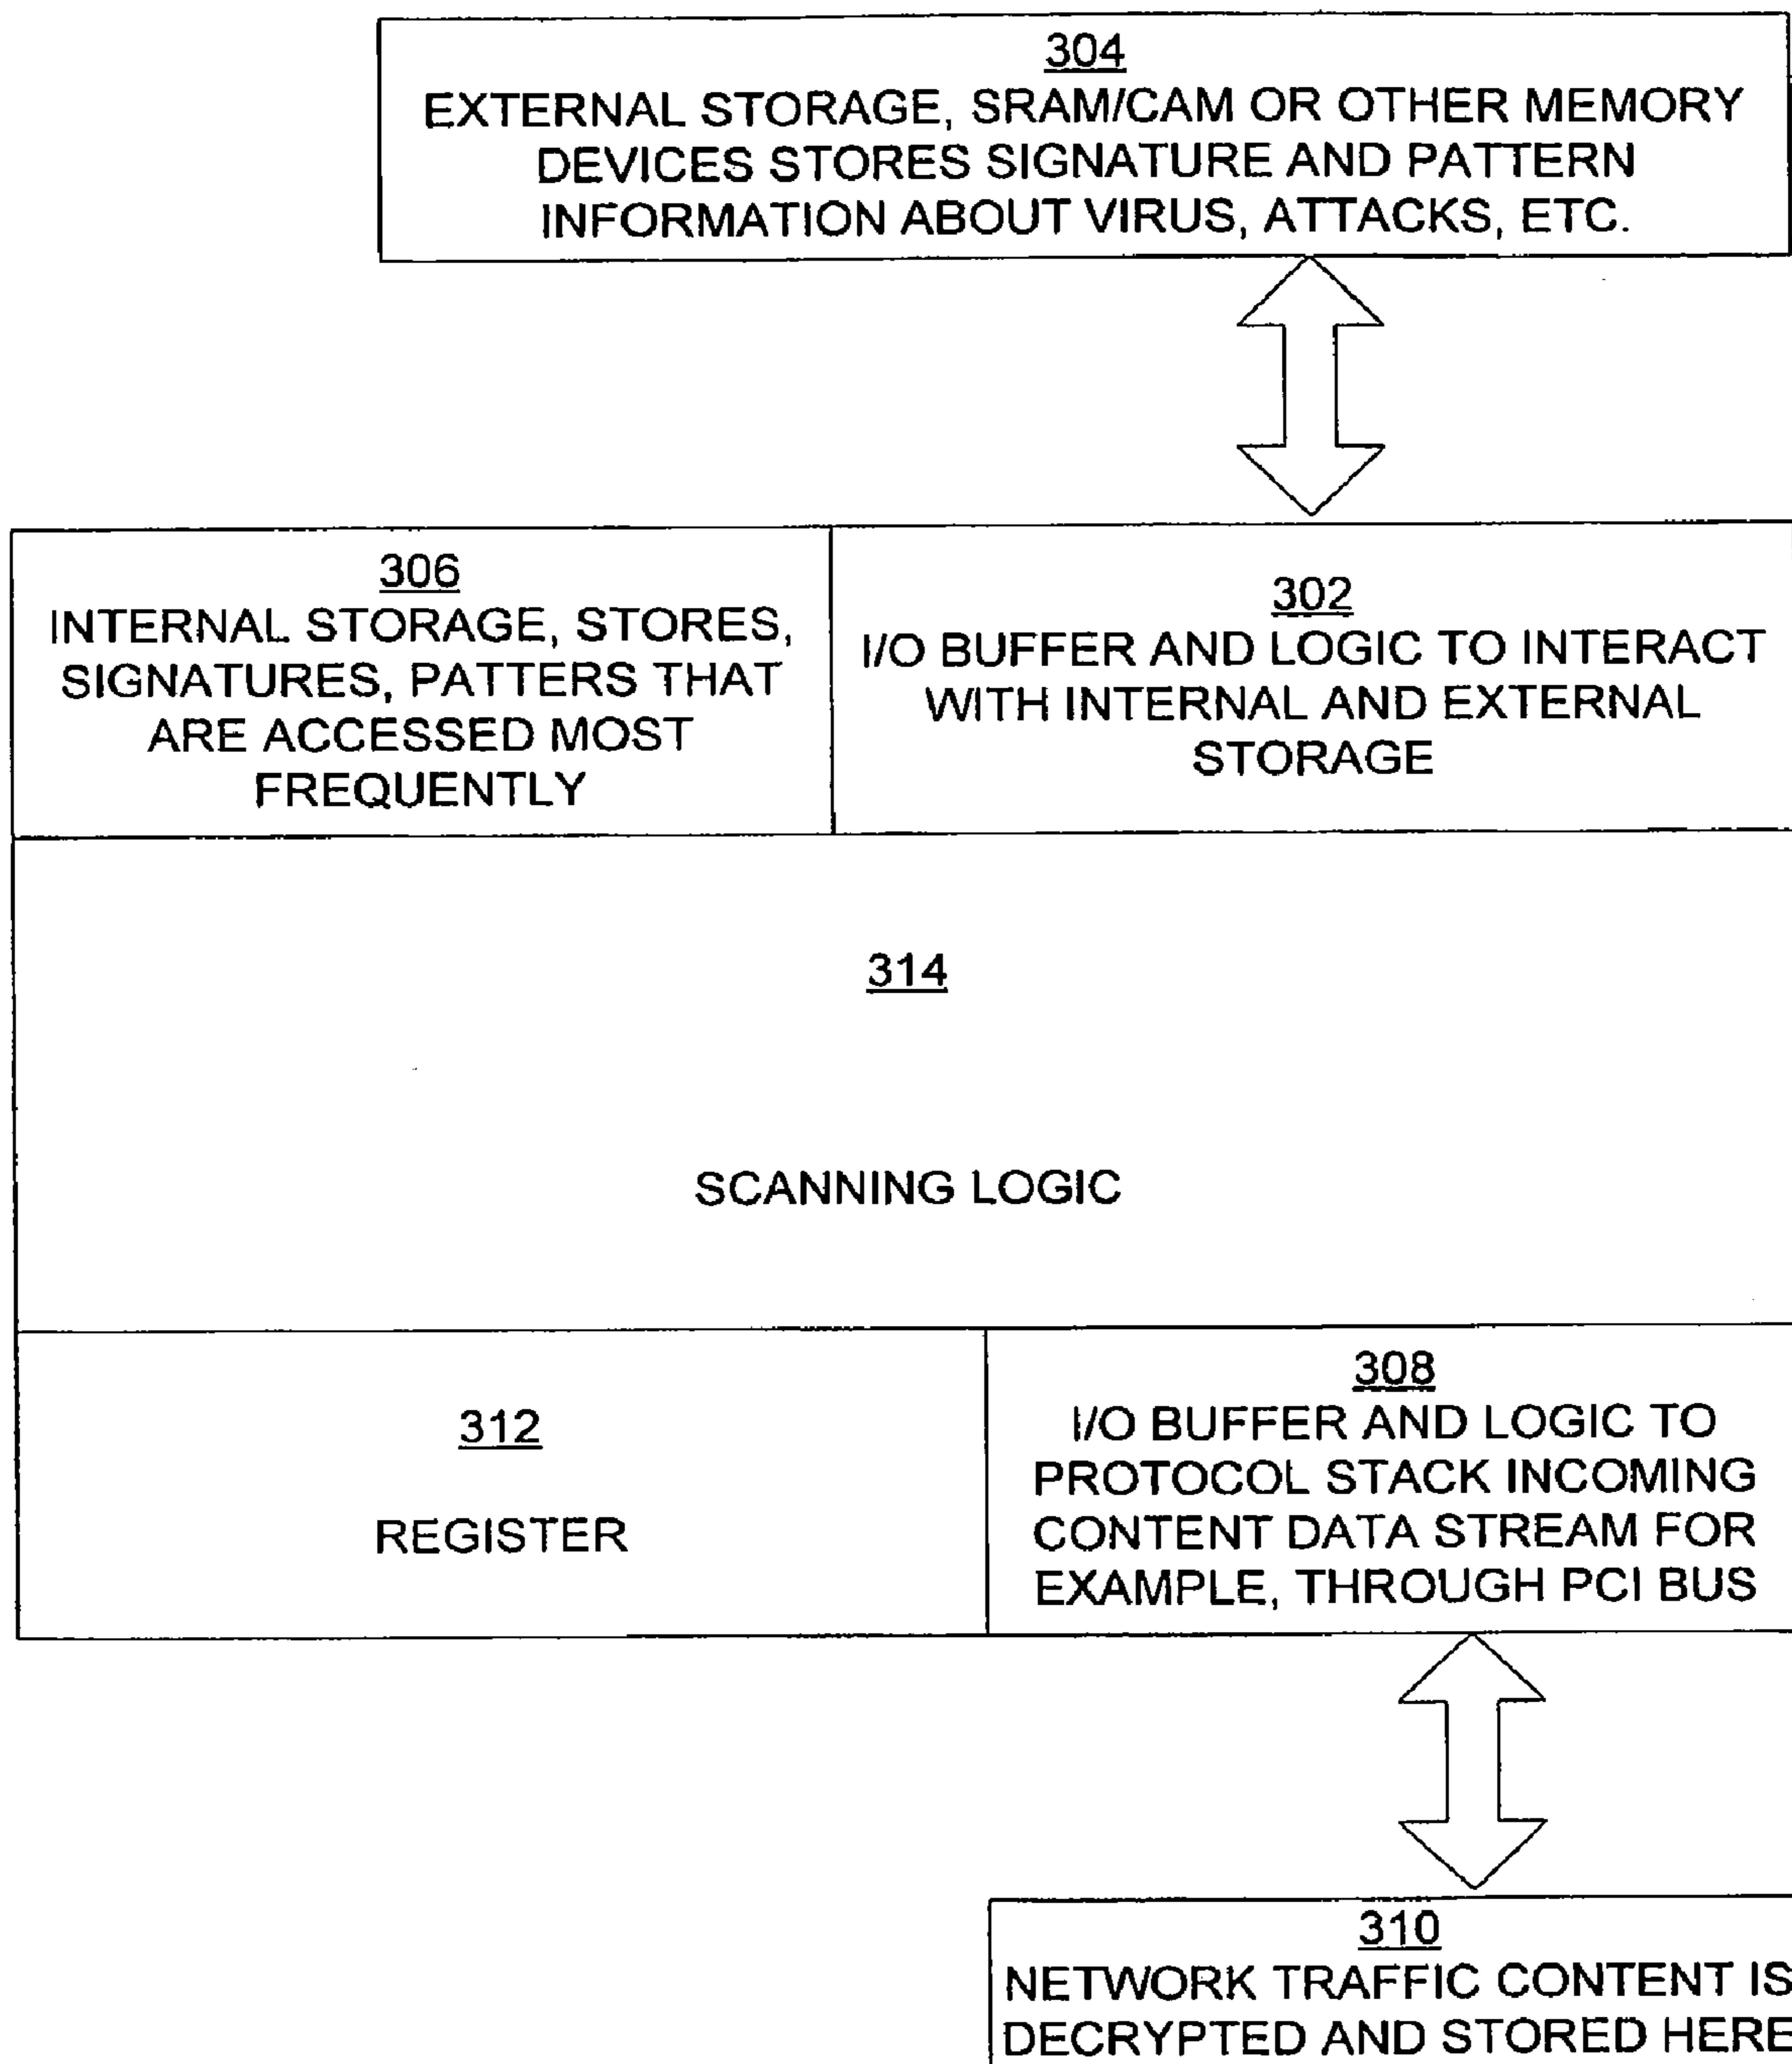 304
EXTERNAL STORAGE, SRAM/CAM OR OTHER MEMORY
DEVICES STORES SIGNATURE AND PATTERN
INFORMATION ABOUT VIRUS, ATTACKS, ETC.
306
INTERNAL STORAGE, STORES,
SIGNATURES, PATTERS THAT
ARE ACCESSED MOST
FREQUENTLY
302
I/O BUFFER AND LOGIC TO INTERACT
WITH INTERNAL AND EXTERNAL
STORAGE
314
SCANNING LOGIC
312
REGISTER
308
I/O BUFFER AND LOGIC TO
PROTOCOL STACK INCOMING
CONTENT DATA STREAM FOR
EXAMPLE, THROUGH PCI BUS
310
NETWORK TRAFFIC CONTENT IS
DECRYPTED AND STORED HERE